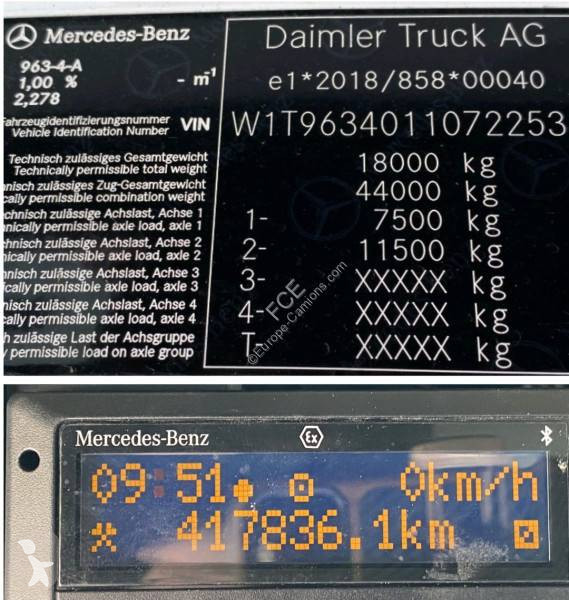 Mercedes-Benz
Daimler Truck AG
963-4-A
1,00 % - m-1
2,278
e1*2018/858*00040
Fahrzeugidentifizierungsnummer
Vehicle Identification Number VIN W1T9634011072253
Technisch zulässiges Gesamtgewicht
Technically permissible total weight 18000 kg
nisch zulässiges Zug-Gesamtgewicht
cally permissible combination weight 44000 kg
chnisch zulässige Achslast, Achse 1
nically permissible axle load, axle 1 1- 7500 kg
chnisch zulässige Achslast, Achse 2
nically permissible axle load, axle 2 2- 11500 kg
hnisch zulässige Achslast, Achse 3
ically permissible axle load, axle 3 3- XXXXX kg
nisch zulässige Achslast, Achse 4
cally permissible axle load, axle 4 4- XXXXX kg
h zulässige Last der Achsgruppe
y permissible load on axle group T- XXXXX kg
FCE
©Europe-Camions.com
Mercedes-Benz Ex
09:51 0km/h
417836.1km